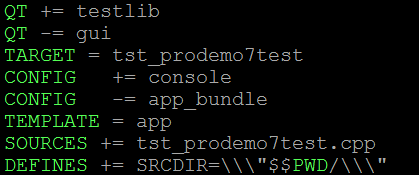 QT += testlib
QT -= gui
TARGET = tst_prodemo7test
CONFIG   += console
CONFIG   -= app_bundle
TEMPLATE = app
SOURCES += tst_prodemo7test.cpp
DEFINES += SRCDIR=\\\"$$PWD/\\\"